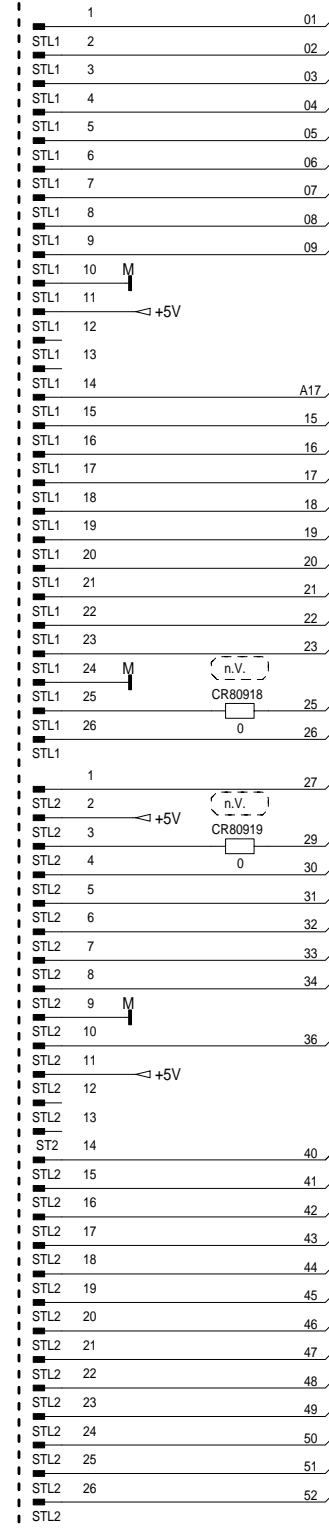 1 01
STL1 2 02
STL1 3 03
STL1 4 04
STL1 5 05
STL1 6 06
STL1 7 07
STL1 8 08
STL1 9 09
STL1 10 M
STL1 11 +5V
STL1 12
STL1 13
STL1 14 A17
STL1 15 15
STL1 16 16
STL1 17 17
STL1 18 18
STL1 19 19
STL1 20 20
STL1 21 21
STL1 22 22
STL1 23 23
STL1 24 M n.V.
STL1 25 CR80918 25
STL1 26 0 26
STL1
1 27
STL2 2 +5V n.V.
STL2 3 CR80919 29
STL2 4 0 30
STL2 5 31
STL2 6 32
STL2 7 33
STL2 8 34
STL2 9 M
STL2 10 36
STL2 11 +5V
STL2 12
STL2 13
ST2 14 40
STL2 15 41
STL2 16 42
STL2 17 43
STL2 18 44
STL2 19 45
STL2 20 46
STL2 21 47
STL2 22 48
STL2 23 49
STL2 24 50
STL2 25 51
STL2 26 52
STL2